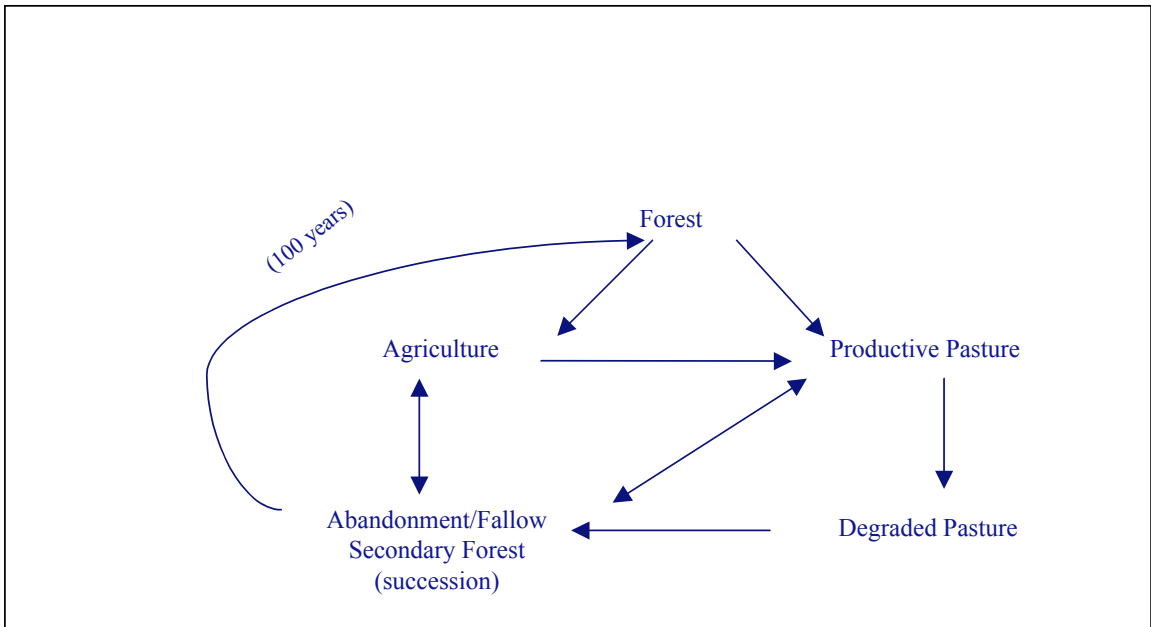 (100 years)
Forest
Agriculture
Productive Pasture
Abandonment/Fallow
Secondary Forest
(succession)
Degraded Pasture